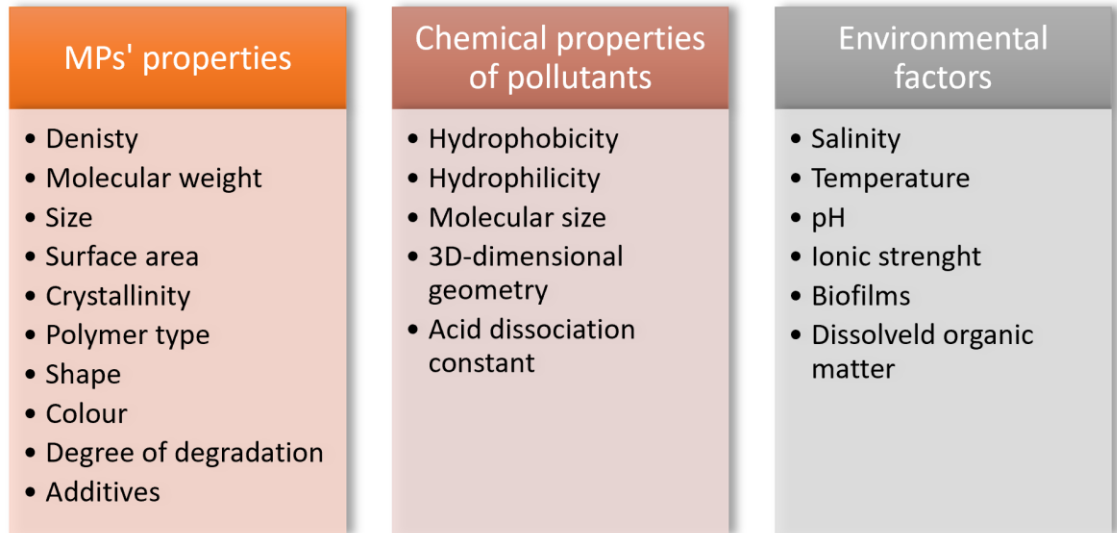 MPs' properties
• Denisty
• Molecular weight
• Size
• Surface area
• Crystallinity
• Polymer type
• Shape
• Colour
• Degree of degradation
• Additives
Chemical properties
of pollutants
• Hydrophobicity
• Hydrophilicity
• Molecular size
• 3D-dimensional
geometry
• Acid dissociation
constant
Environmental
factors
• Salinity
• Temperature
• pH
• Ionic strenght
• Biofilms
• Dissolveld organic
matter